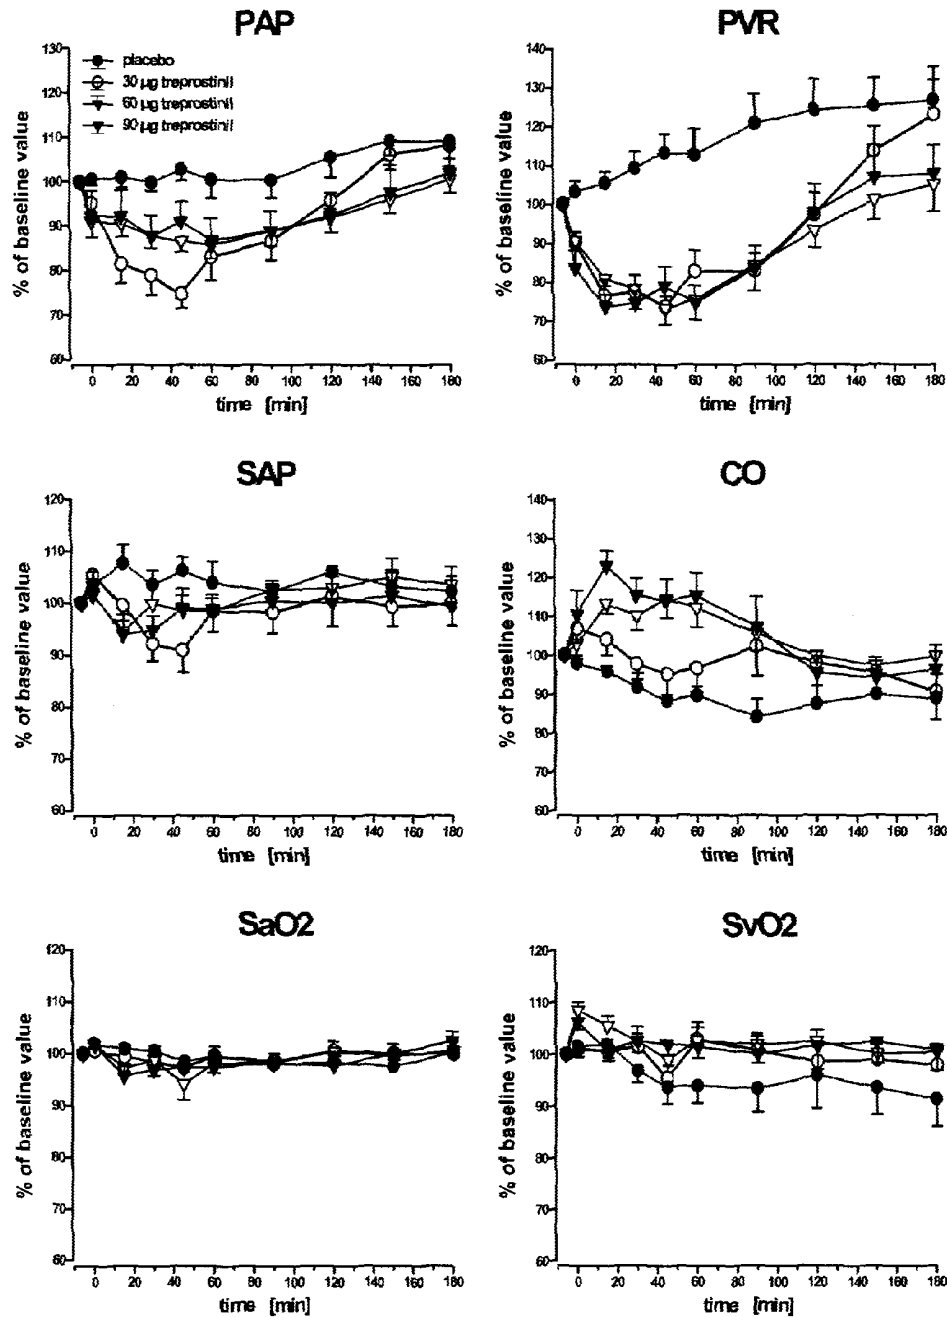 PAP
130
120
110
100
90
80
70
60
% of baseline value
placebo
30 µg treprostinil
60 µg treprostinil
90 µg treprostinil
0 20 40 60 80 100 120 140 160 180
time [min]
PVR
140
130
120
110
100
90
80
70
60
% of baseline value
0 20 40 60 80 100 120 140 160 180
time [min]
SAP
120
110
100
90
80
70
60
% of baseline value
0 20 40 60 80 100 120 140 160 180
time [min]
CO
140
130
120
110
100
90
80
70
60
% of baseline value
0 20 40 60 80 100 120 140 160 180
time [min]
SaO2
120
110
100
90
80
70
60
% of baseline value
0 20 40 60 80 100 120 140 160 180
time [min]
SvO2
120
110
100
90
80
70
60
% of baseline value
0 20 40 60 80 100 120 140 160 180
time [min]